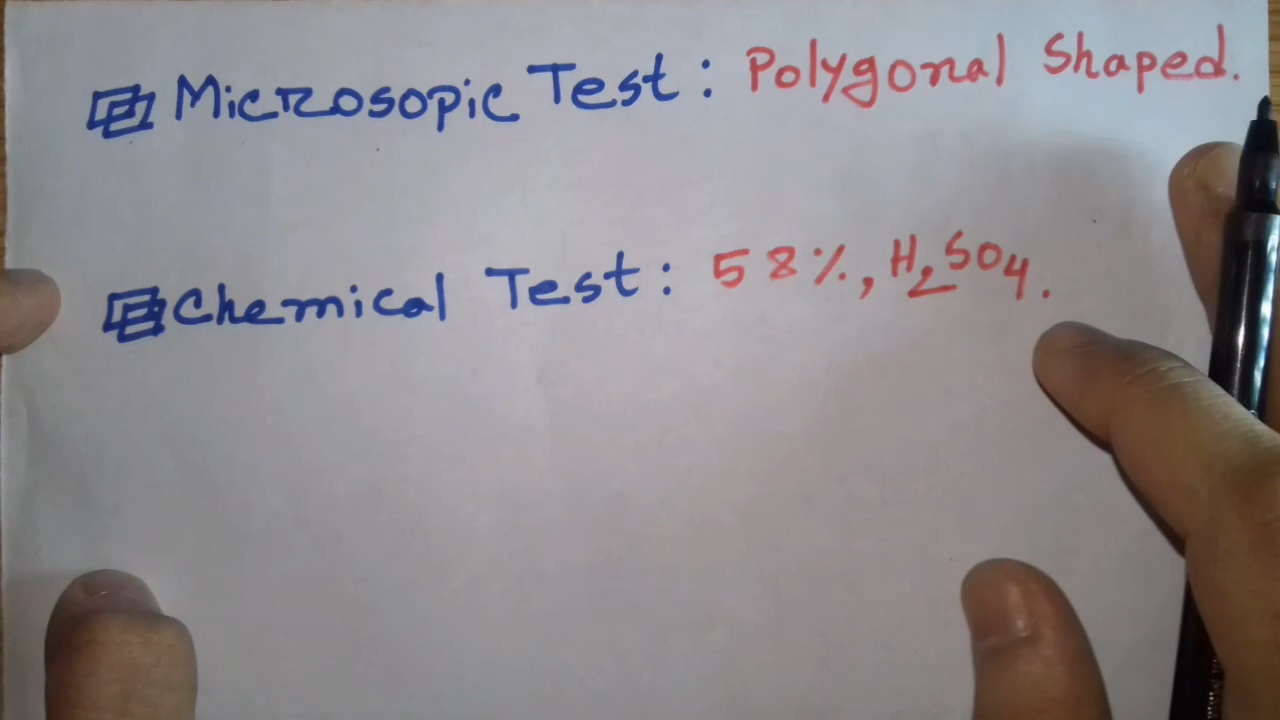 Microsopic Test: Polygonal Shaped.
Chemical Test: 58%, H₂SO₄.